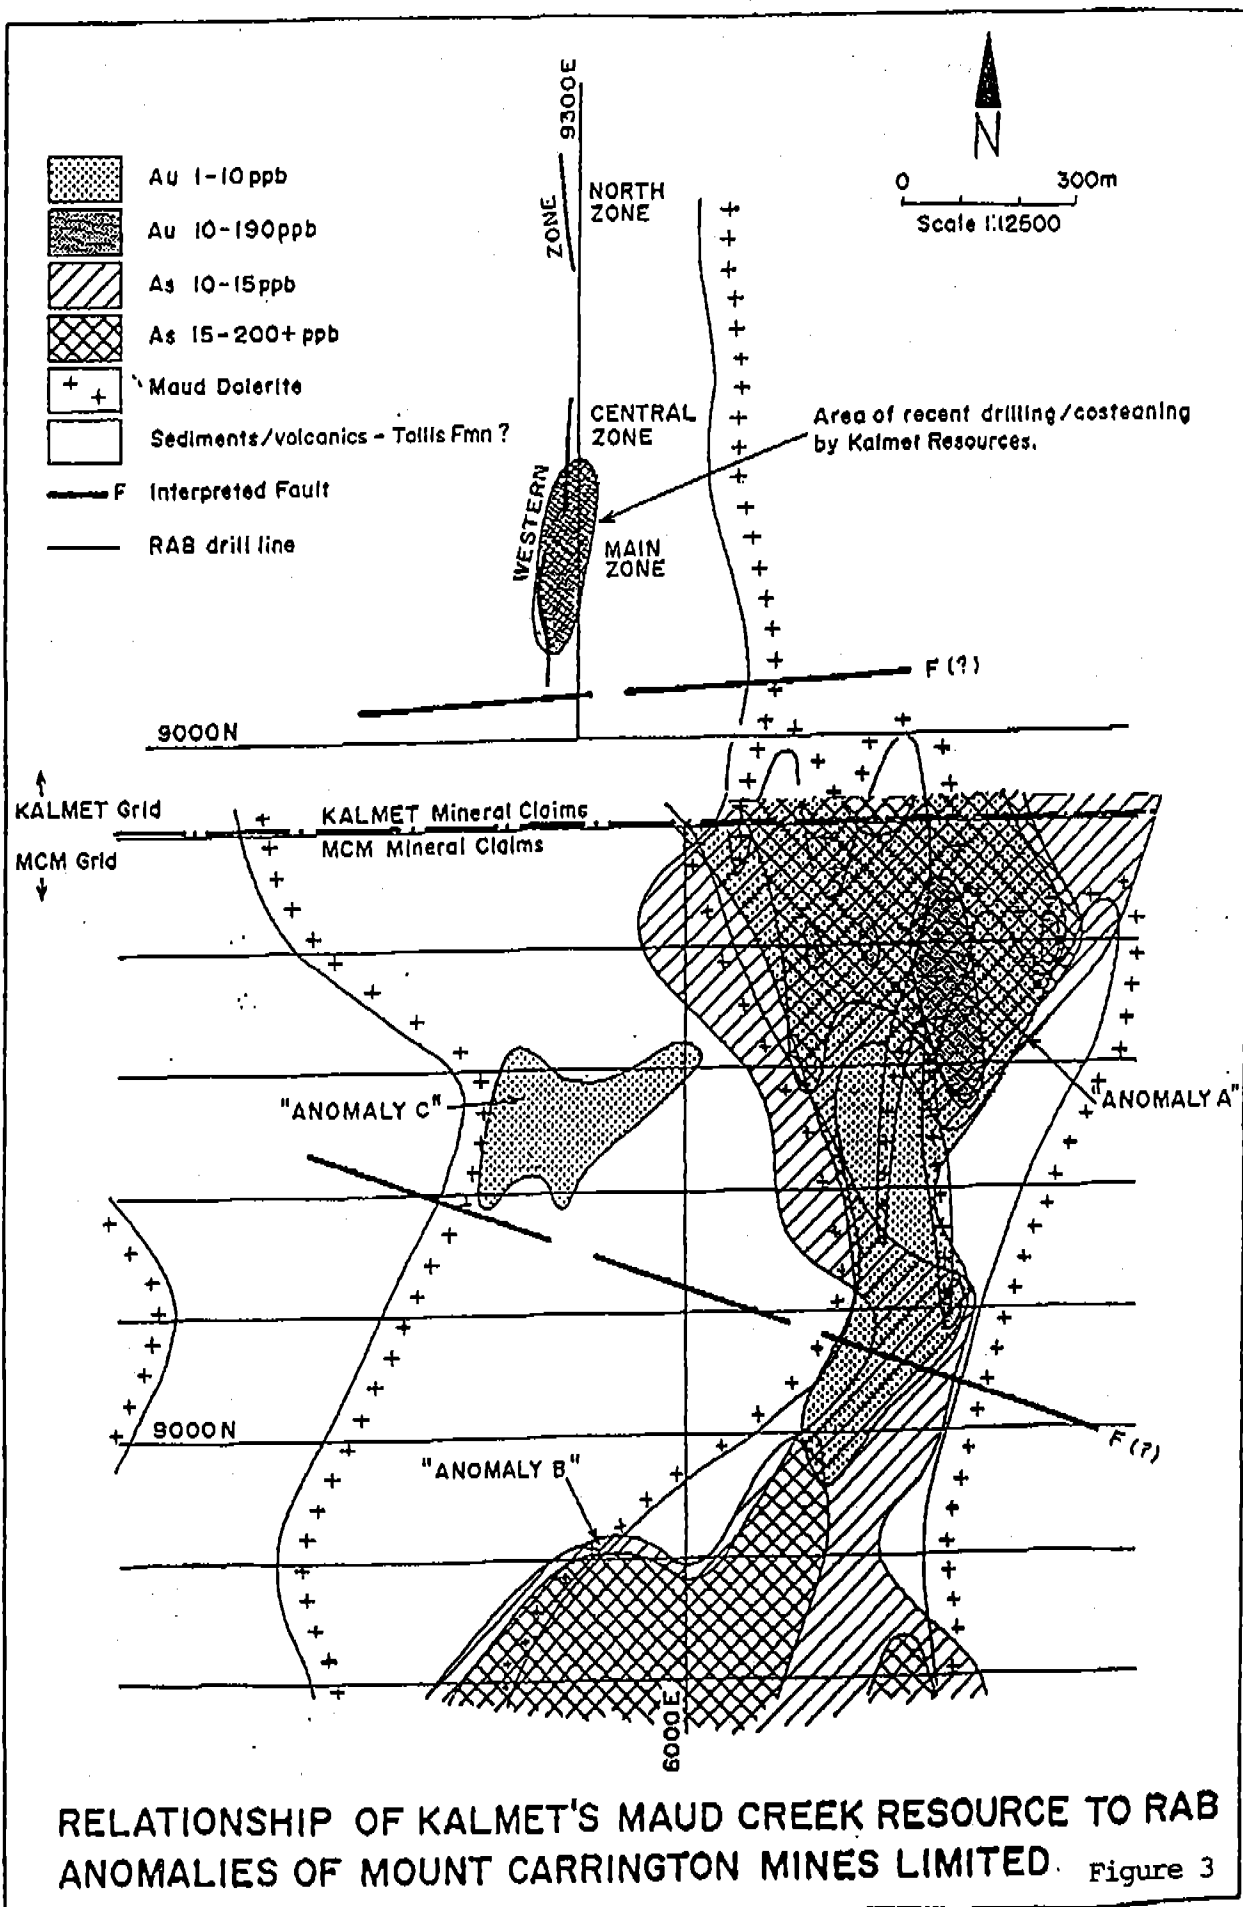 9300E
N
0 300m
Scale 1:12500
Au 1-10 ppb
Au 10-190ppb
As 10-15ppb
As 15-200+ ppb
Maud Dolerite
Sediments/volcanics - Tollis Fmn ?
F Interpreted Fault
RAB drill line
ZONE
NORTH
ZONE
CENTRAL
ZONE
Area of recent drilling/costeaning
by Kalmet Resources.
WESTERN
MAIN
ZONE
F (?)
9000N
KALMET Grid
KALMET Mineral Claims
MCM Mineral Claims
MCM Grid
"ANOMALY C"
"ANOMALY A"
9000N
F (?)
"ANOMALY B"
6000E
RELATIONSHIP OF KALMET'S MAUD CREEK RESOURCE TO RAB
ANOMALIES OF MOUNT CARRINGTON MINES LIMITED. Figure 3